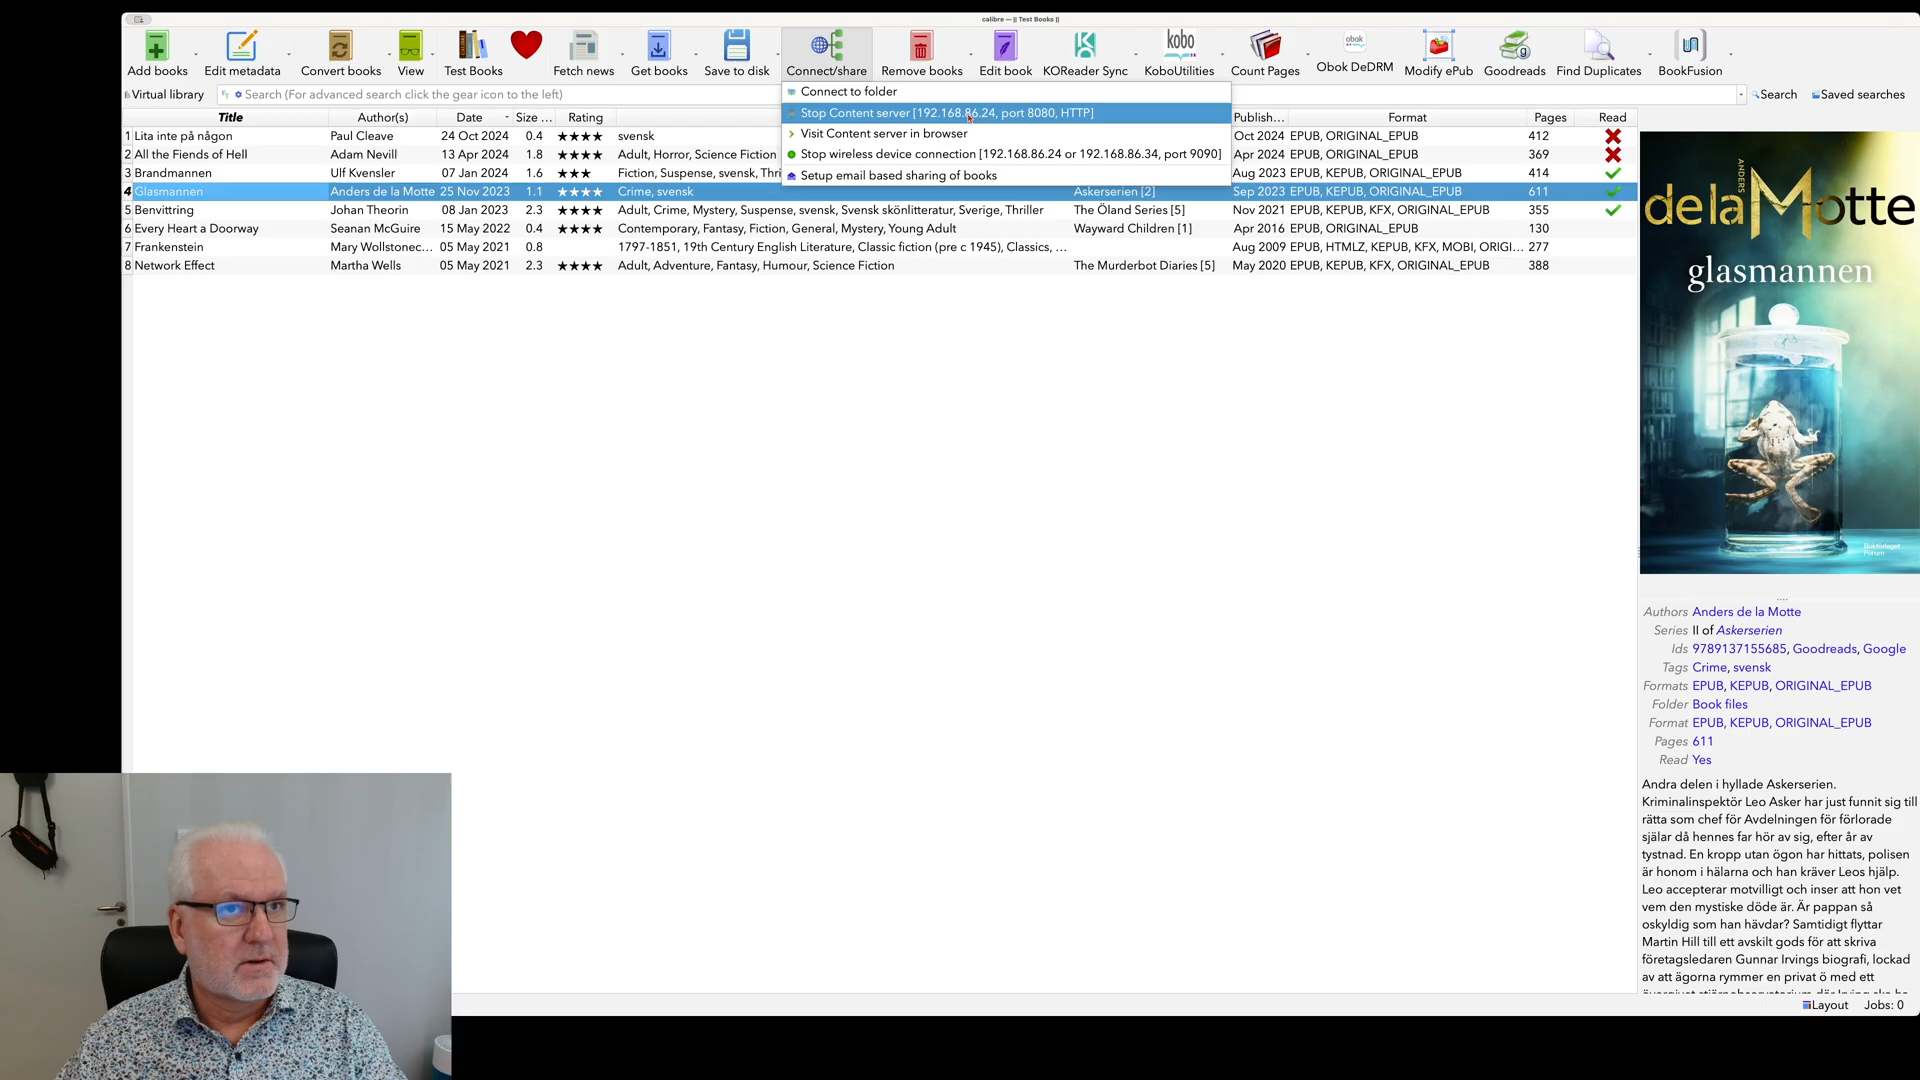 calibre — || Test Books ||
Add books
Edit metadata
Convert books
View
Test Books
Fetch news
Get books
Save to disk
Connect/share
Remove books
Edit book
KOReader Sync
kobo
KoboUtilities
Count Pages
obok
Obok DeDRM
Modify ePub
Goodreads
Find Duplicates
BookFusion
Virtual library
Search (For advanced search click the gear icon to the left)
Search
Saved searches
Connect to folder
Stop Content server [192.168.86.24, port 8080, HTTP]
Visit Content server in browser
Stop wireless device connection [192.168.86.24 or 192.168.86.34, port 9090]
Setup email based sharing of books
Title Author(s) Date Size ... Rating Publish... Format Pages Read
1 Lita inte på någon Paul Cleave 24 Oct 2024 0.4 ★★★★ svensk Oct 2024 EPUB, ORIGINAL_EPUB 412
2 All the Fiends of Hell Adam Nevill 13 Apr 2024 1.8 ★★★★ Adult, Horror, Science Fiction Apr 2024 EPUB, ORIGINAL_EPUB 369
3 Brandmannen Ulf Kvensler 07 Jan 2024 1.6 ★★★ Fiction, Suspense, svensk, Thri Aug 2023 EPUB, KEPUB, ORIGINAL_EPUB 414
4 Glasmannen Anders de la Motte 25 Nov 2023 1.1 ★★★★ Crime, svensk Askerserien [2] Sep 2023 EPUB, KEPUB, ORIGINAL_EPUB 611
5 Benvittring Johan Theorin 08 Jan 2023 2.3 ★★★★ Adult, Crime, Mystery, Suspense, svensk, Svensk skönlitteratur, Sverige, Thriller The Öland Series [5] Nov 2021 EPUB, KEPUB, KFX, ORIGINAL_EPUB 355
6 Every Heart a Doorway Seanan McGuire 15 May 2022 0.4 ★★★★ Contemporary, Fantasy, Fiction, General, Mystery, Young Adult Wayward Children [1] Apr 2016 EPUB, ORIGINAL_EPUB 130
7 Frankenstein Mary Wollstonec... 05 May 2021 0.8 1797-1851, 19th Century English Literature, Classic fiction (pre c 1945), Classics, ... Aug 2009 EPUB, HTMLZ, KEPUB, KFX, MOBI, ORIGI... 277
8 Network Effect Martha Wells 05 May 2021 2.3 ★★★★ Adult, Adventure, Fantasy, Humour, Science Fiction The Murderbot Diaries [5] May 2020 EPUB, KEPUB, KFX, ORIGINAL_EPUB 388
ANDERS
de la Motte
glasmannen
Bokförlaget
Forum
Authors Anders de la Motte
Series II of Askerserien
Ids 9789137155685, Goodreads, Google
Tags Crime, svensk
Formats EPUB, KEPUB, ORIGINAL_EPUB
Folder Book files
Format EPUB, KEPUB, ORIGINAL_EPUB
Pages 611
Read Yes
Andra delen i hyllade Askerserien.
Kriminalinspektör Leo Asker har just funnit sig till
rätta som chef för Avdelningen för förlorade
själar då hennes far hör av sig, efter år av
tystnad. En kropp utan ögon har hittats, polisen
är honom i hälarna och han kräver Leos hjälp.
Leo accepterar motvilligt och inser att hon vet
vem den mystiske döde är. Är pappan så
oskyldig som han hävdar? Samtidigt flyttar
Martin Hill till ett avskilt gods för att skriva
företagsledaren Gunnar Irvings biografi, lockad
av att ägorna rymmer en privat ö med ett
Layout Jobs: 0